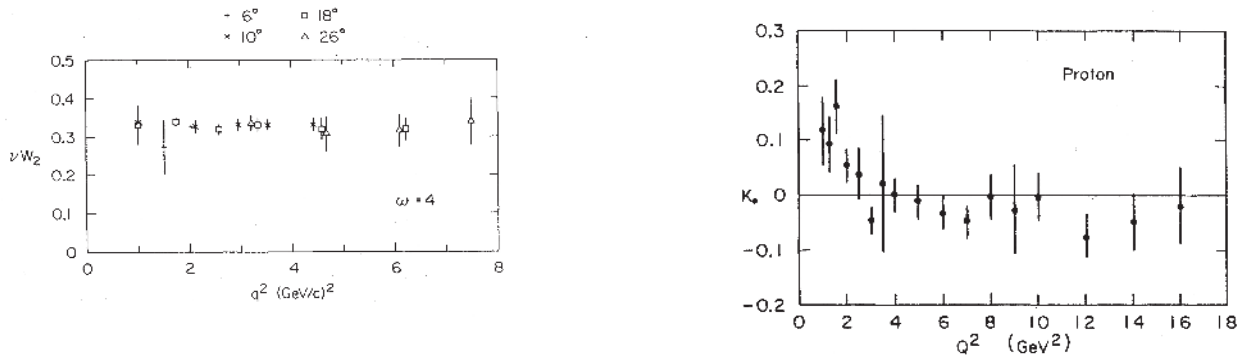 + 6° □ 18°
× 10° △ 26°
0.5
0.4
0.3
0.2
0.1
0
νW₂
ω = 4
0 2 4 6 8
q² (GeV/c)²
0.3
0.2
0.1
0
-0.1
-0.2
K₀
Proton
0 2 4 6 8 10 12 14 16 18
Q² (GeV²)